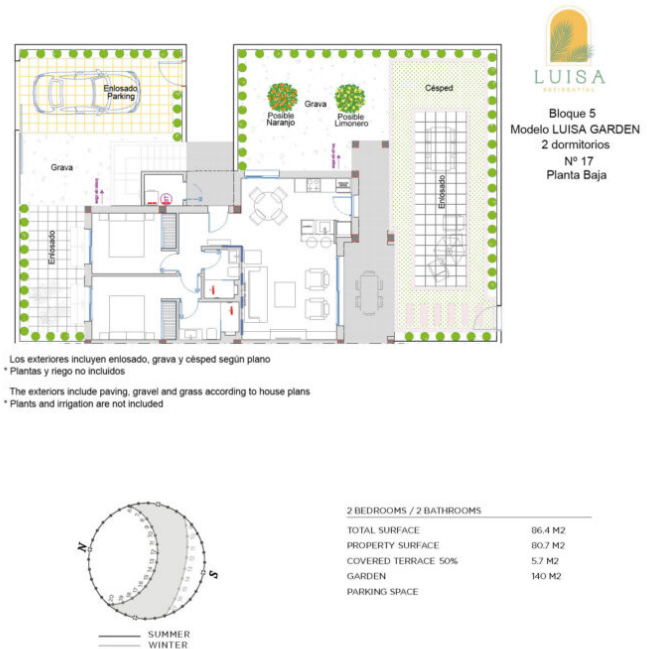 LUISA
RESIDENTIAL
Bloque 5
Modelo LUISA GARDEN
2 dormitorios
Nº 17
Planta Baja
Enlosado
Parking
Grava
Enlosado
Posible
Naranjo
Grava
Posible
Limonero
Césped
Enlosado
Los exteriores incluyen enlosado, grava y césped según plano
* Plantas y riego no incluidos
The exteriors include paving, gravel and grass according to house plans
* Plants and irrigation are not included
N
S
SUMMER
WINTER
2 BEDROOMS / 2 BATHROOMS
TOTAL SURFACE 86.4 M2
PROPERTY SURFACE 80.7 M2
COVERED TERRACE 50% 5.7 M2
GARDEN 140 M2
PARKING SPACE